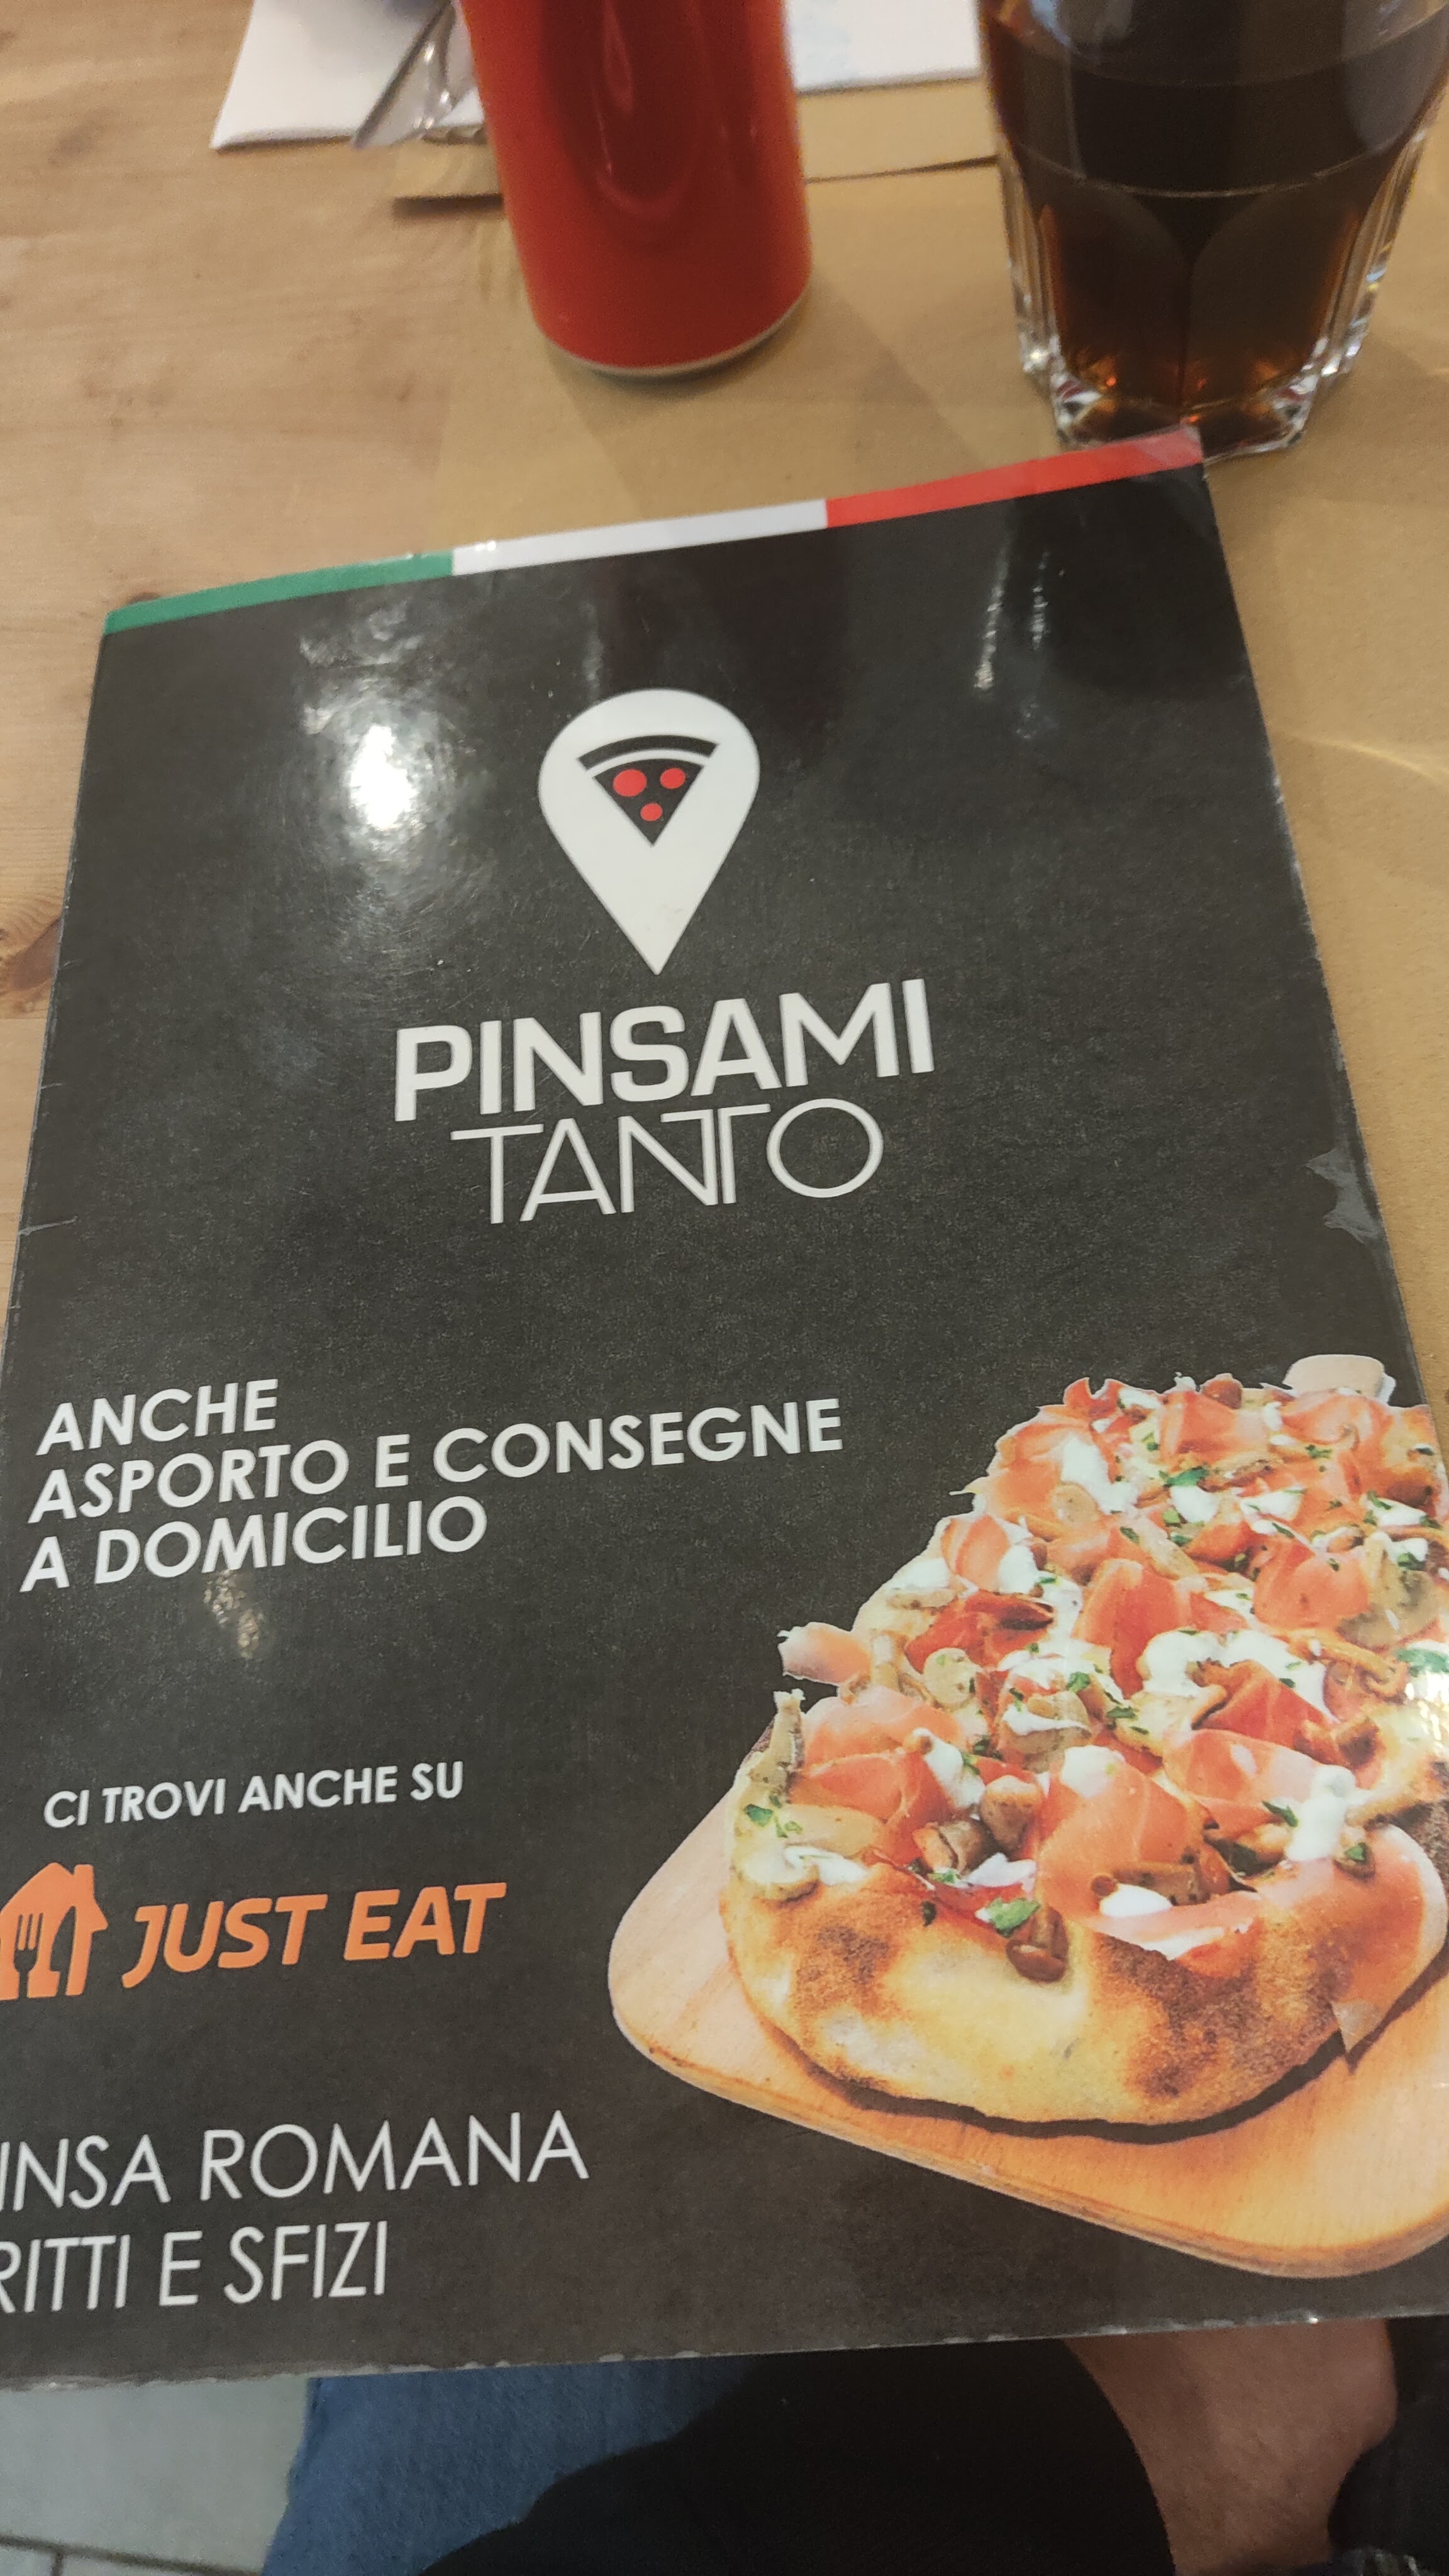 PINSAMI
TANTO
ANCHE
ASPORTO E CONSEGNE
A DOMICILIO
CI TROVI ANCHE SU
JUST EAT
INSA ROMANA
RITTI E SFIZI